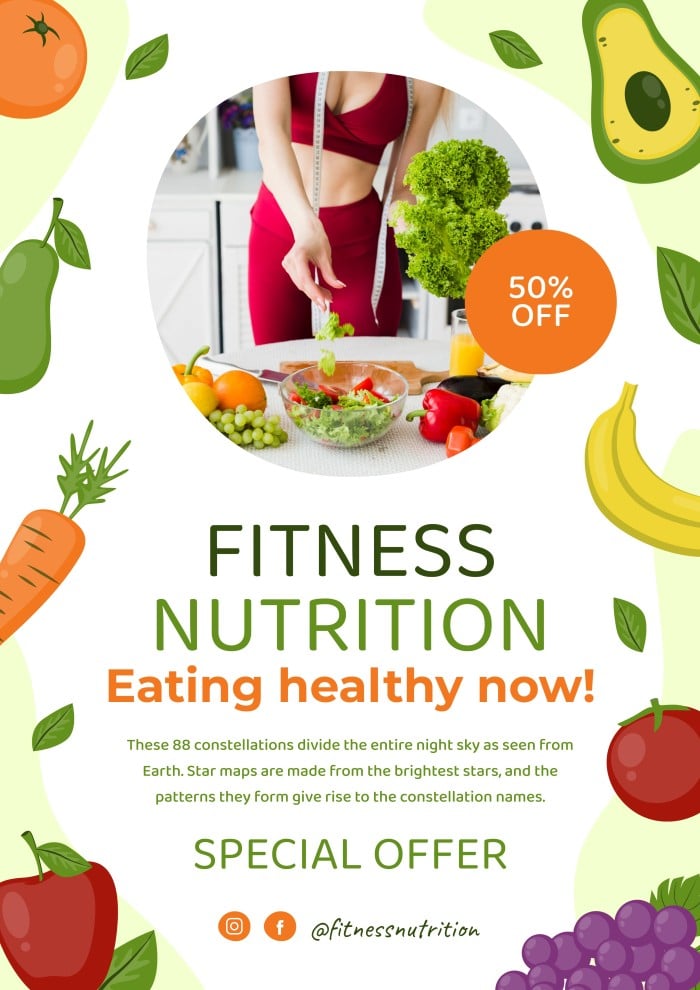 50%
OFF
FITNESS
NUTRITION
Eating healthy now!
These 88 constellations divide the entire night sky as seen from
Earth. Star maps are made from the brightest stars, and the
patterns they form give rise to the constellation names.
SPECIAL OFFER
@fitnessnutrition